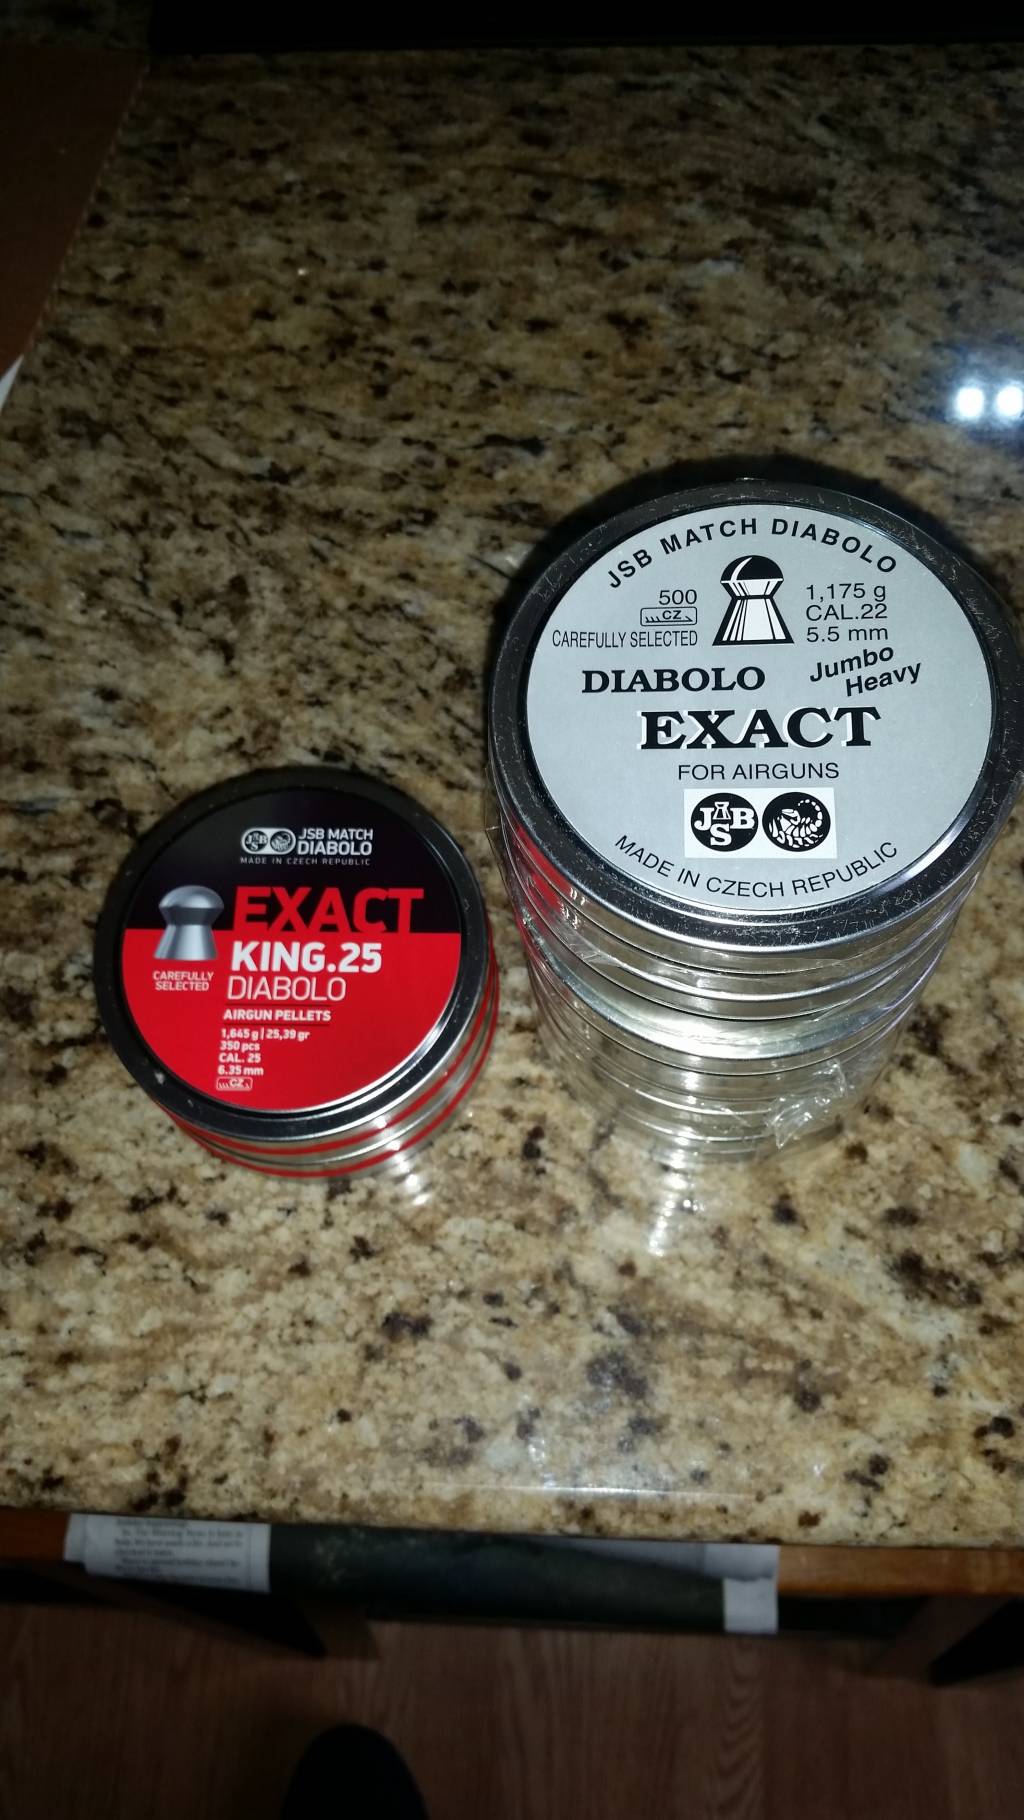 JSB MATCH DIABOLO
500
CZ
CAREFULLY SELECTED
1,175 g
CAL.22
5.5 mm
DIABOLO
Jumbo
Heavy
EXACT
FOR AIRGUNS
JSB
MADE IN CZECH REPUBLIC
JSB
JSB MATCH
DIABOLO
MADE IN CZECH REPUBLIC
EXACT
KING.25
DIABOLO
CAREFULLY
SELECTED
AIRGUN PELLETS
1,645 g | 25,39 gr
350 pcs
CAL. 25
6.35 mm
CZ